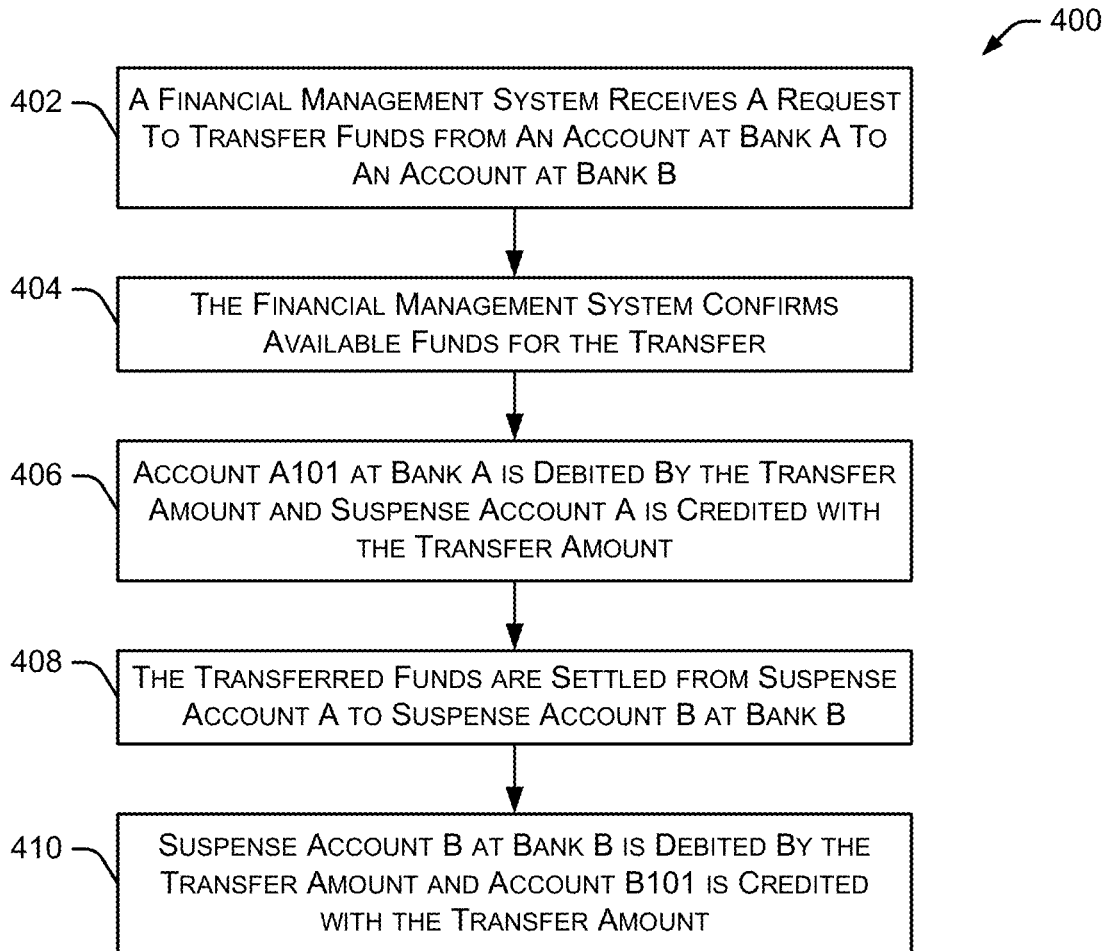 400
402
A FINANCIAL MANAGEMENT SYSTEM RECEIVES A REQUEST
TO TRANSFER FUNDS FROM AN ACCOUNT AT BANK A TO
AN ACCOUNT AT BANK B
404
THE FINANCIAL MANAGEMENT SYSTEM CONFIRMS
AVAILABLE FUNDS FOR THE TRANSFER
406
ACCOUNT A101 AT BANK A IS DEBITED BY THE TRANSFER
AMOUNT AND SUSPENSE ACCOUNT A IS CREDITED WITH
THE TRANSFER AMOUNT
408
THE TRANSFERRED FUNDS ARE SETTLED FROM SUSPENSE
ACCOUNT A TO SUSPENSE ACCOUNT B AT BANK B
410
SUSPENSE ACCOUNT B AT BANK B IS DEBITED BY THE
TRANSFER AMOUNT AND ACCOUNT B101 IS CREDITED
WITH THE TRANSFER AMOUNT